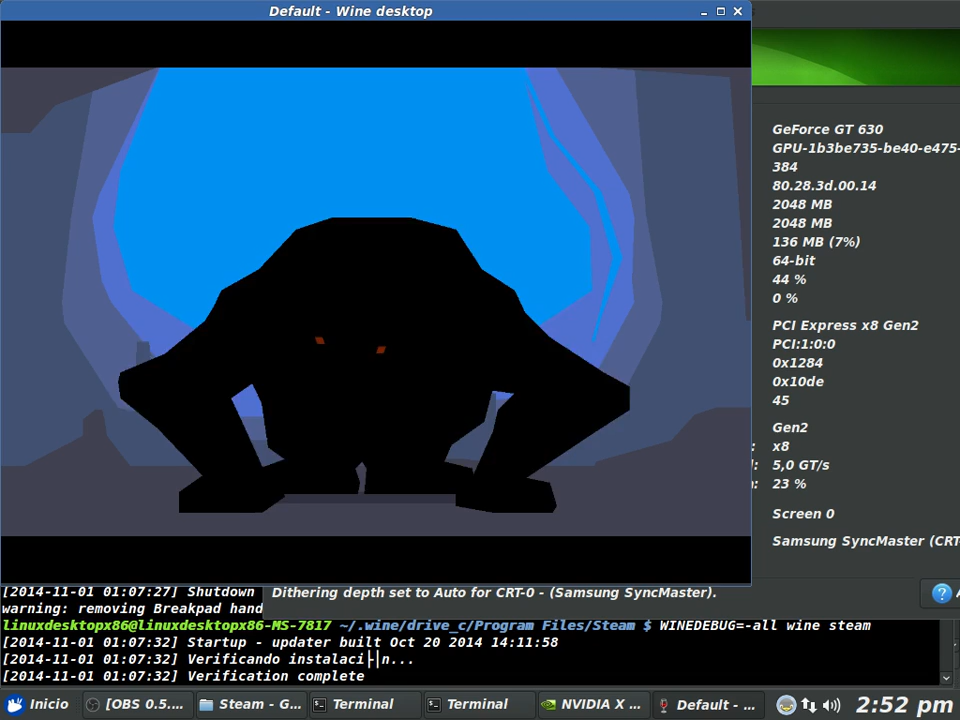 Default - Wine desktop
GeForce GT 630
GPU-1b3be735-be40-e475-
384
80.28.3d.00.14
2048 MB
2048 MB
136 MB (7%)
64-bit
44 %
0 %
PCI Express x8 Gen2
PCI:1:0:0
0x1284
0x10de
45
Gen2
: x8
: 5,0 GT/s
: 23 %
Screen 0
Samsung SyncMaster (CRT-
[2014-11-01 01:07:27] Shutdown
Dithering depth set to Auto for CRT-0 - (Samsung SyncMaster).
warning: removing Breakpad hand
linuxdesktopx86@linuxdesktopx86-MS-7817 ~/.wine/drive_c/Program Files/Steam $ WINEDEBUG=-all wine steam
[2014-11-01 01:07:32] Startup - updater built Oct 20 2014 14:11:58
[2014-11-01 01:07:32] Verificando instalaci├│n...
[2014-11-01 01:07:32] Verification complete
Inicio [OBS 0.5.... Steam - G... Terminal Terminal NVIDIA X ... Default - ... 2:52 pm